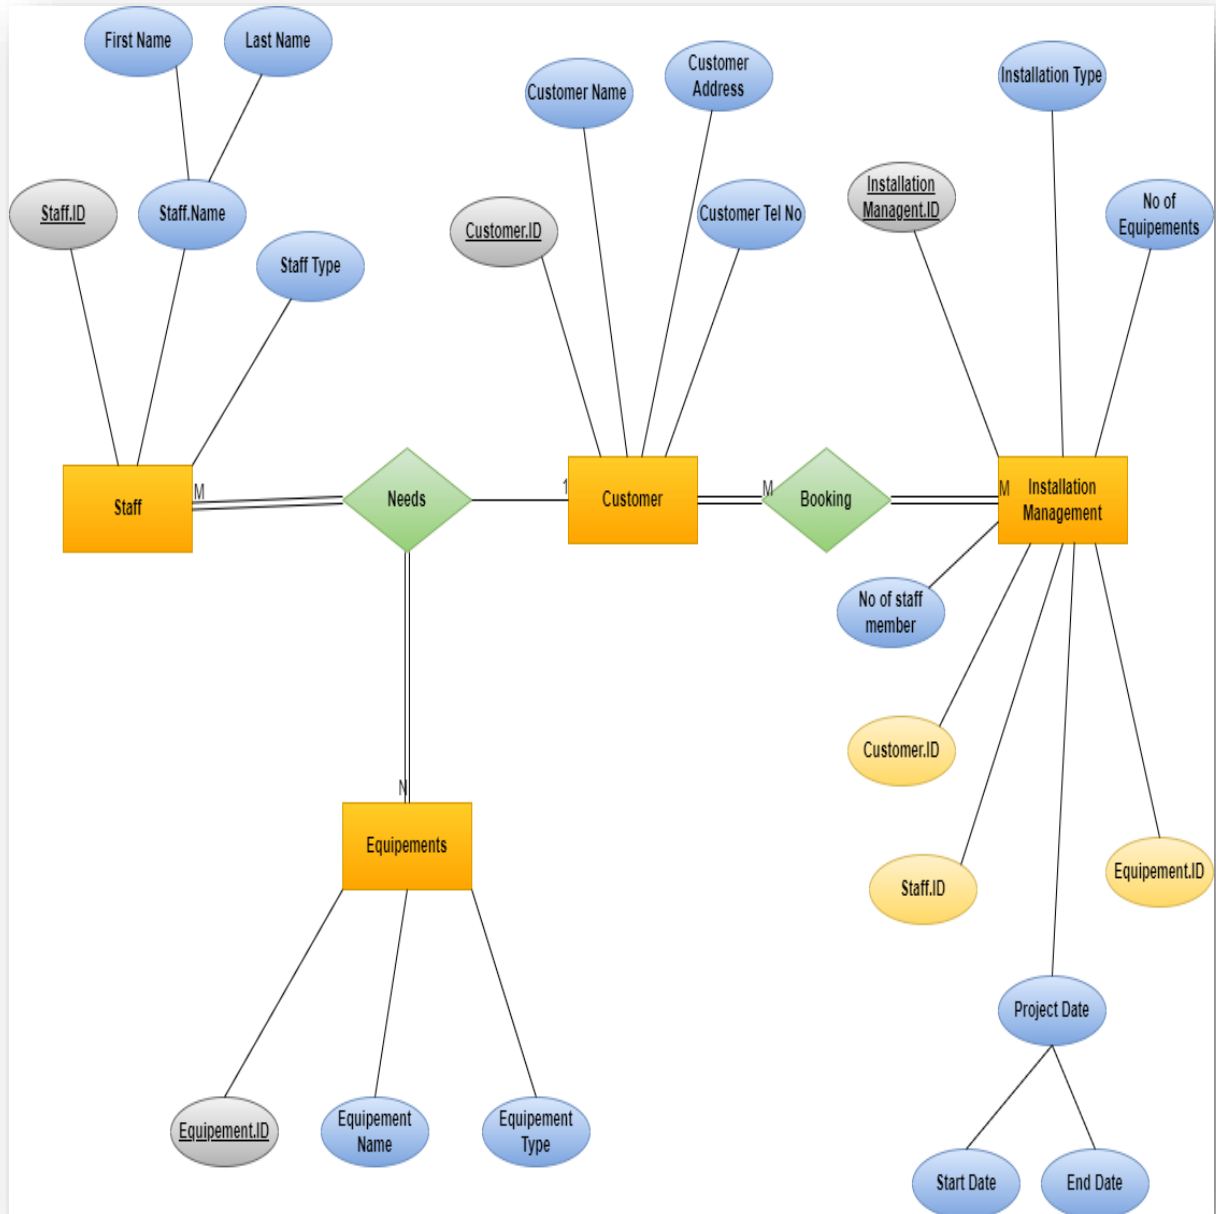 First Name
Last Name
Customer Name
Customer
Address
Installation Type
Staff.ID
Staff.Name
Staff Type
Customer.ID
Customer Tel No
Installation
Managent.ID
No of
Equipements
Staff
M
Needs
1
Customer
M
Booking
M
Installation
Management
No of staff
member
Customer.ID
Staff.ID
Equipement.ID
N
Equipements
Project Date
Equipement.ID
Equipement
Name
Equipement
Type
Start Date
End Date